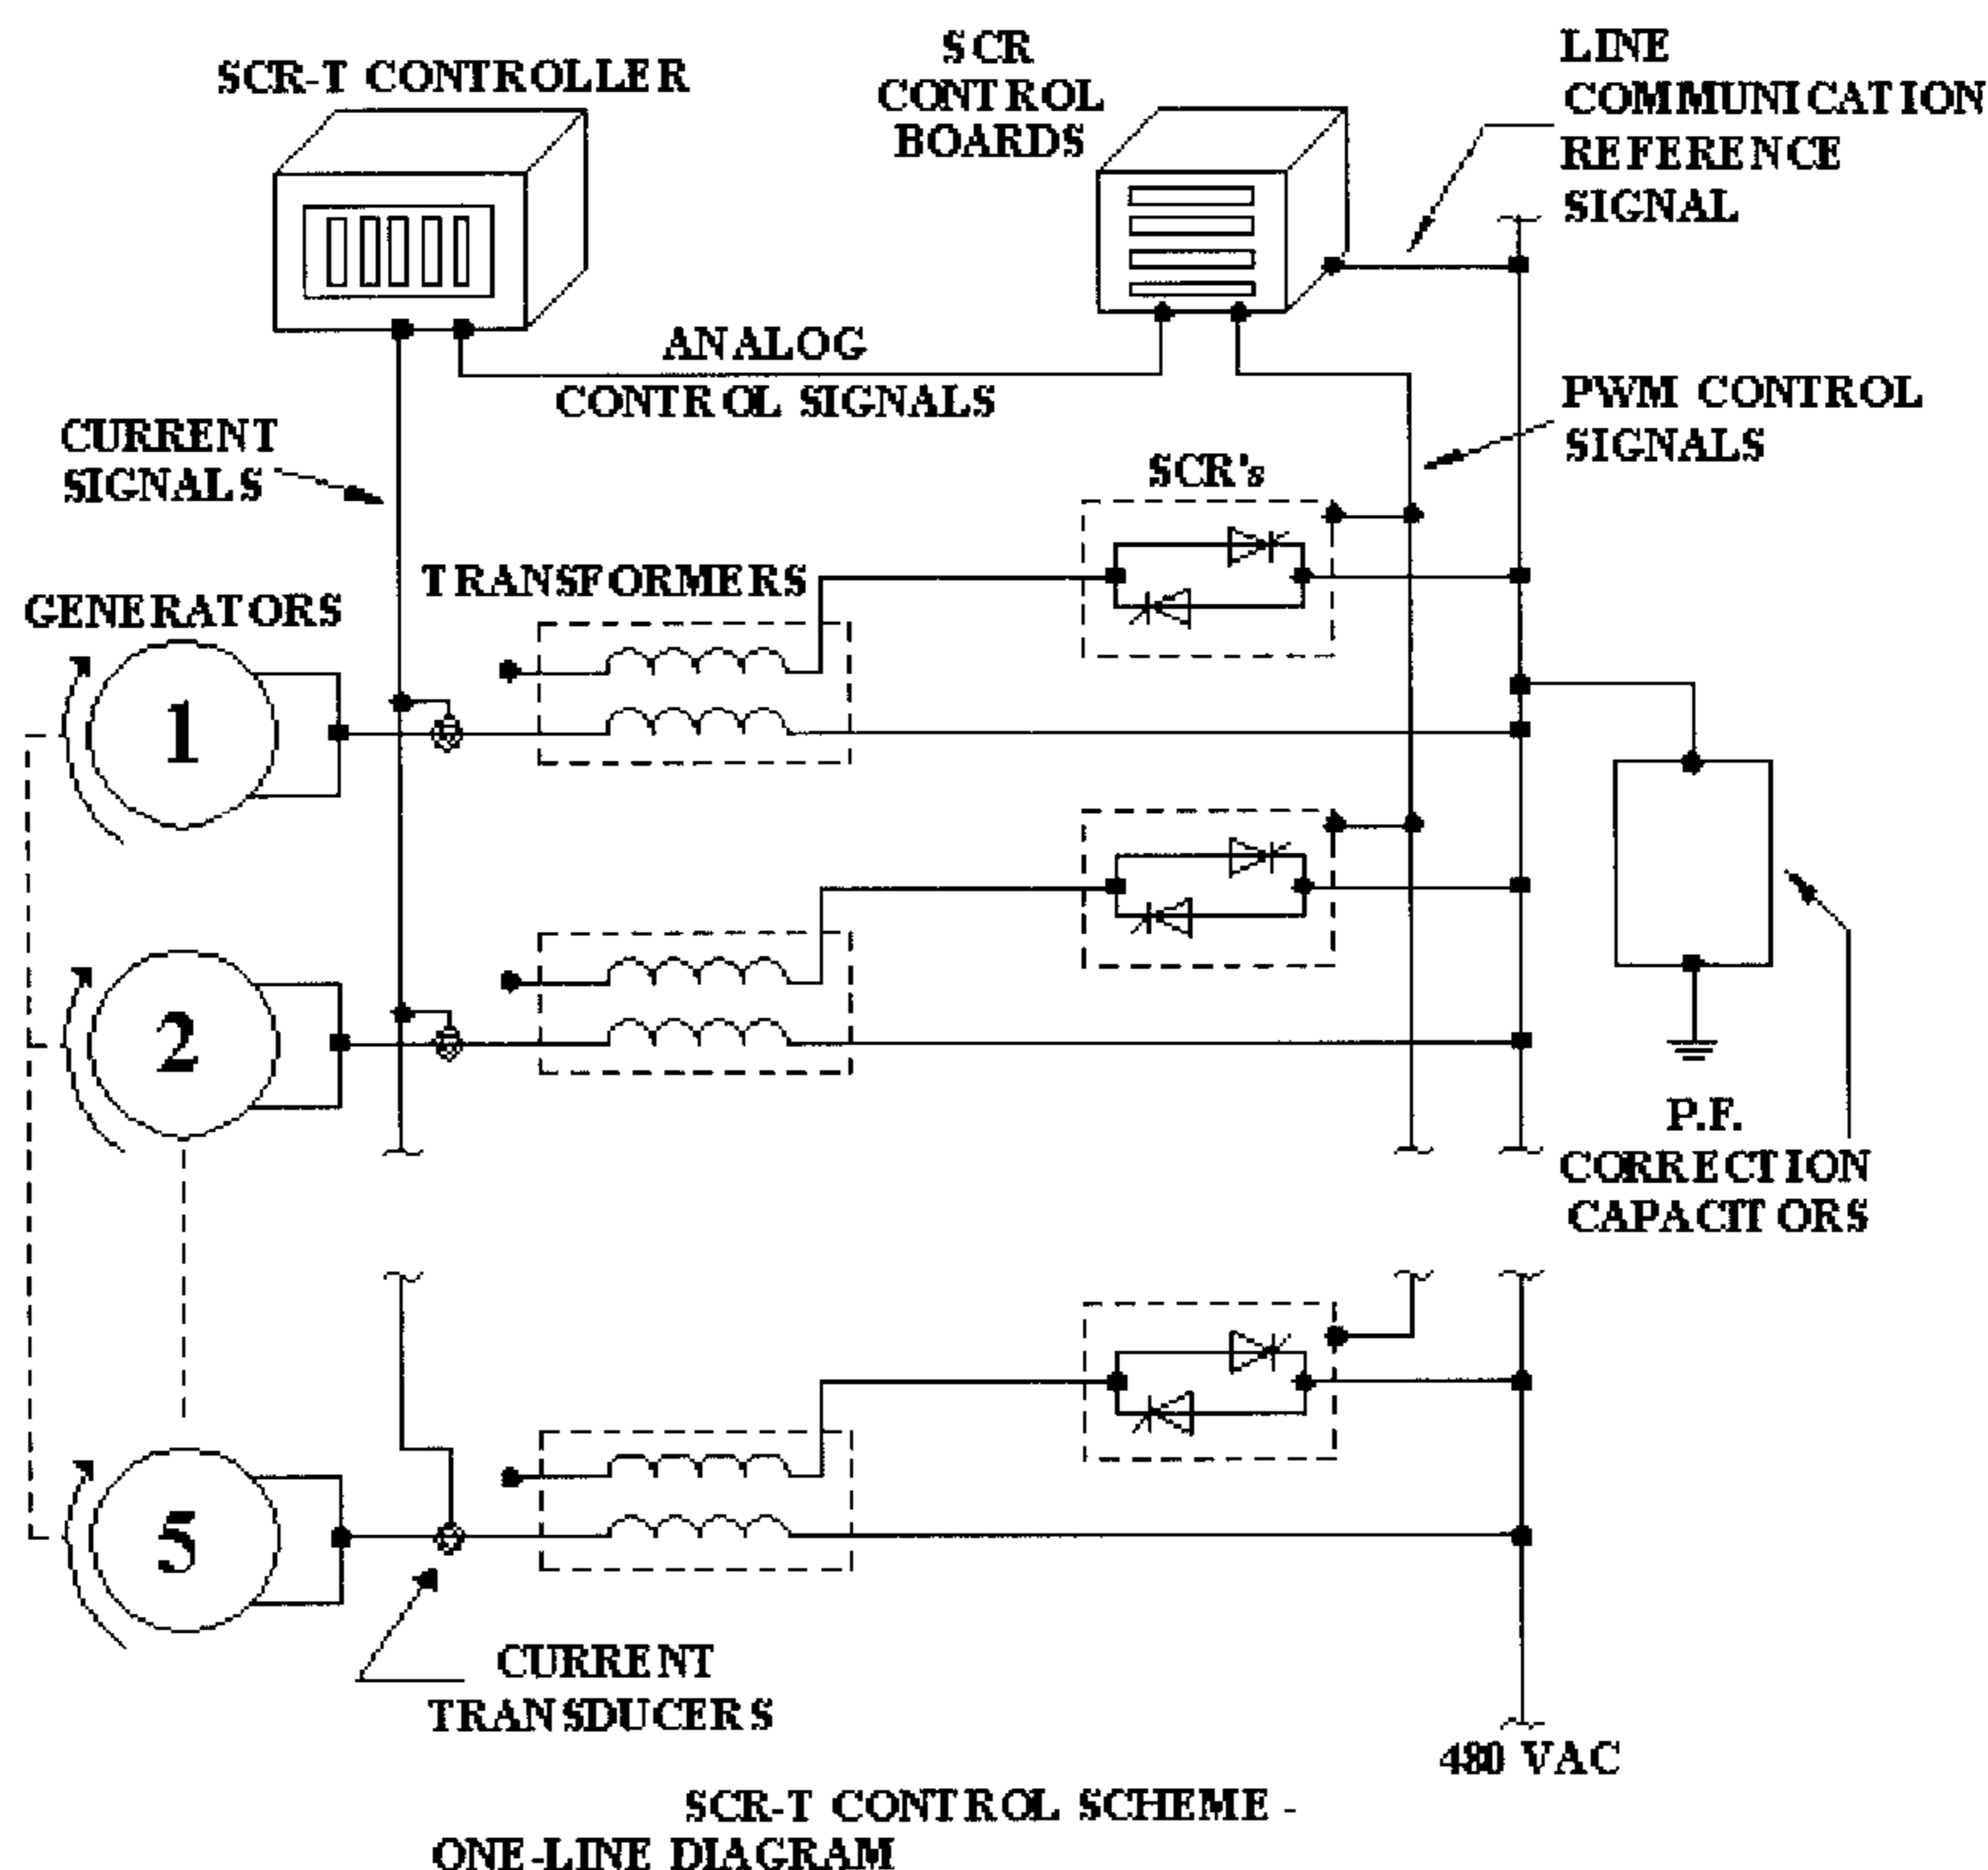 SCR-T CONTROLLER
SCR
CONTROL
BOARDS
LINE
COMMUNICATION
REFERENCE
SIGNAL
ANALOG
CONTROL SIGNALS
CURRENT
SIGNALS
PWM CONTROL
SIGNALS
SCR's
TRANSFORMERS
GENERATORS
1
2
P.F.
CORRECTION
CAPACITORS
5
CURRENT
TRANSDUCERS
480 VAC
SCR-T CONTROL SCHEME -
ONE-LINE DIAGRAM